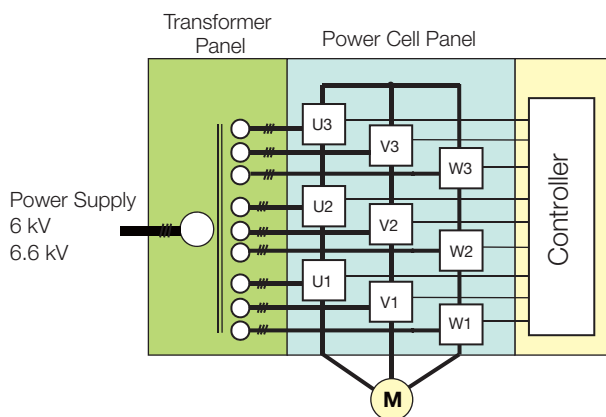 Transformer
Panel
Power Cell Panel
Power Supply
6 kV
6.6 kV
U3
V3
W3
U2
V2
W2
U1
V1
W1
Controller
M